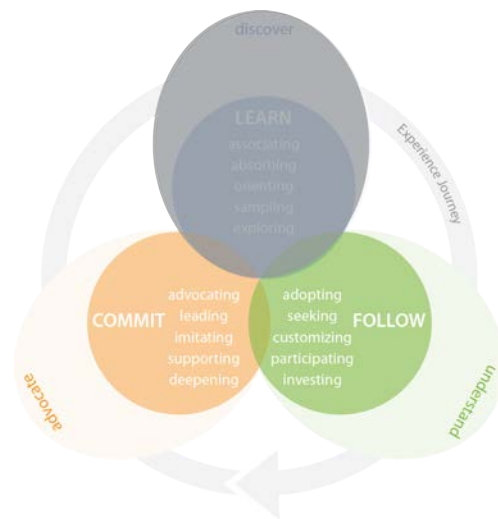 discover
LEARN
associating
absorbing
orienting
sampling
exploring
Experience Journey
COMMIT
advocating
leading
imitating
supporting
deepening
adopting
seeking
customizing
participating
investing
FOLLOW
advocate
understand